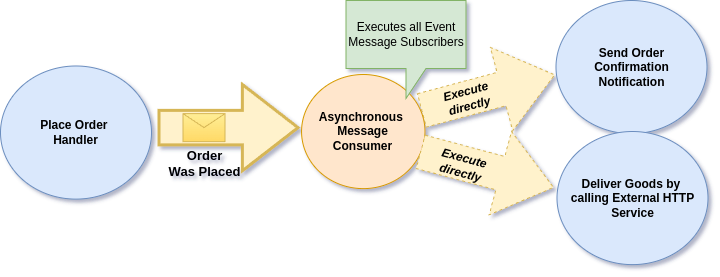 Executes all Event
Message Subscribers
Place Order
Handler
Order
Was Placed
Asynchronous
Message
Consumer
Execute
directly
Execute
directly
Send Order
Confirmation
Notification
Deliver Goods by
calling External HTTP
Service